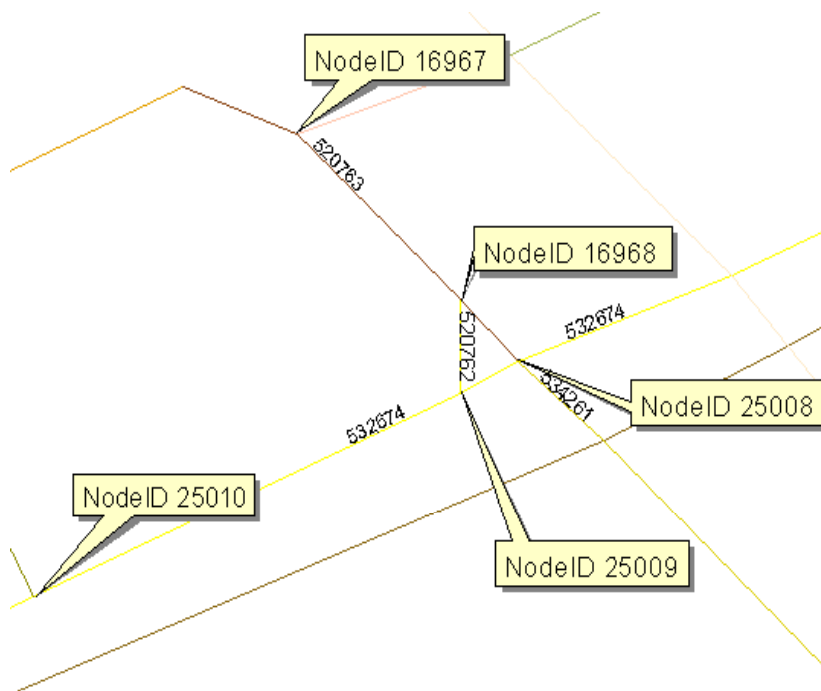 NodeID 16967
520763
NodeID 16968
532674
520762
534261
NodeID 25008
532674
NodeID 25010
NodeID 25009